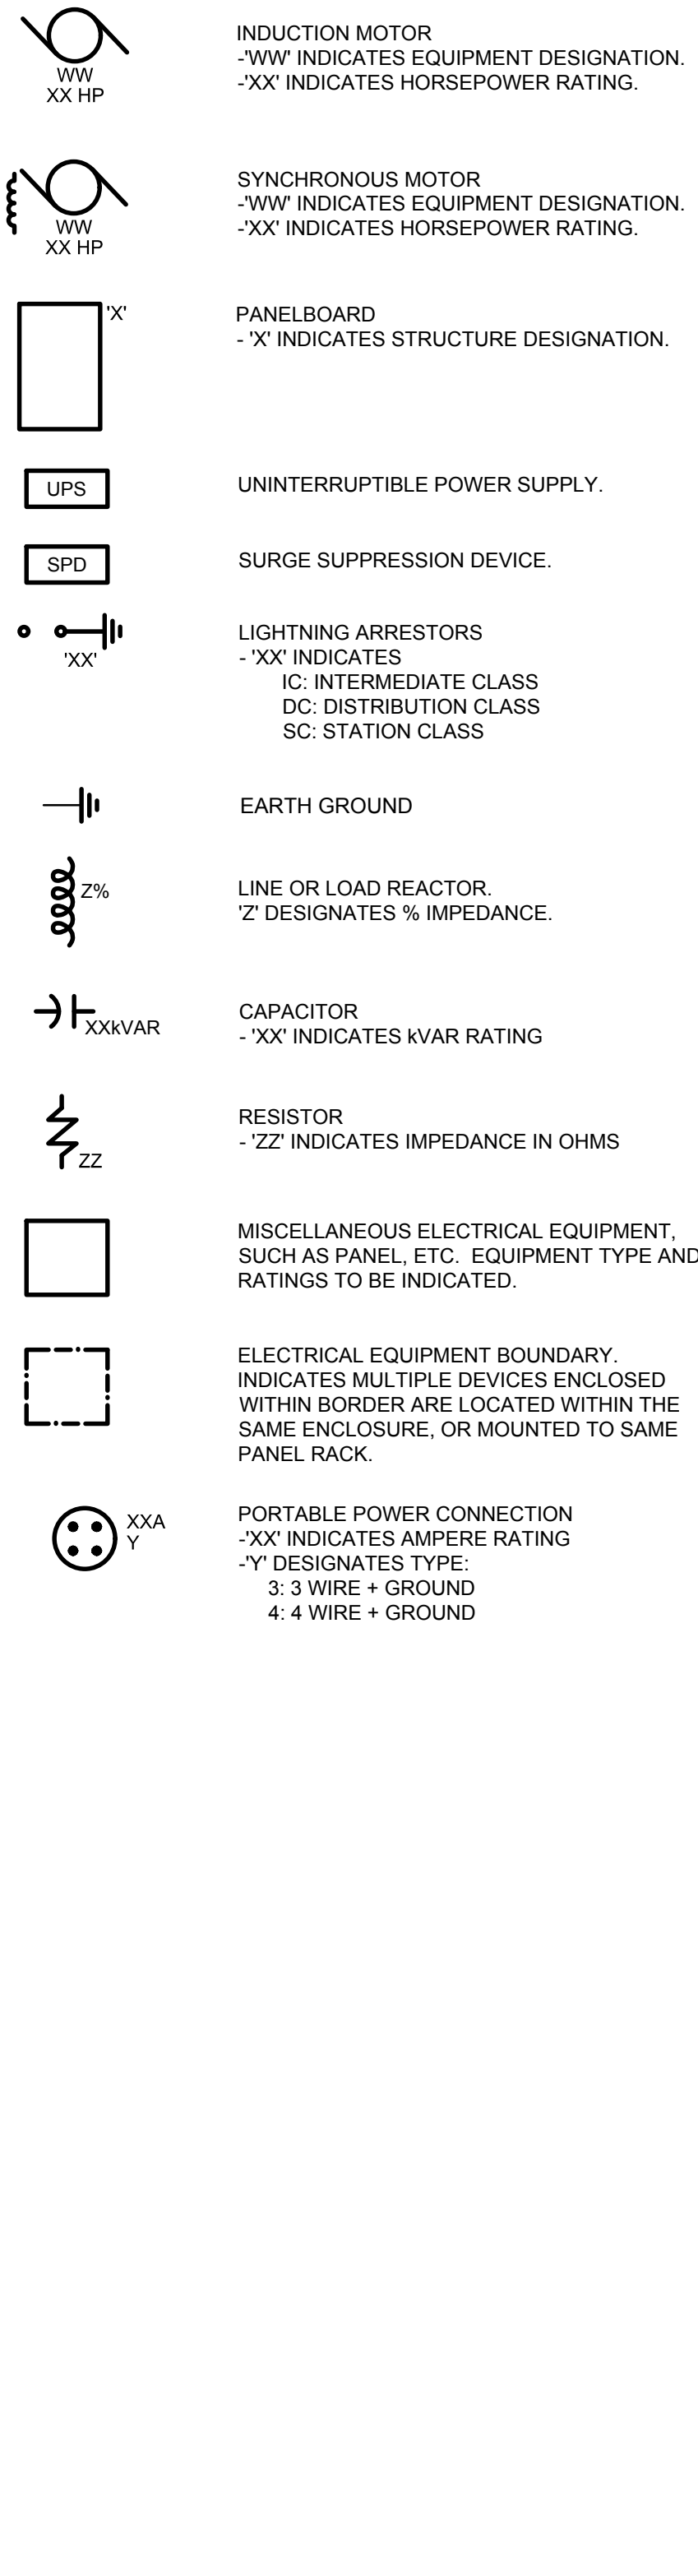 INDUCTION MOTOR
-'WW' INDICATES EQUIPMENT DESIGNATION.
-'XX' INDICATES HORSEPOWER RATING.
WW
XX HP
SYNCHRONOUS MOTOR
-'WW' INDICATES EQUIPMENT DESIGNATION.
-'XX' INDICATES HORSEPOWER RATING.
WW
XX HP
'X'
PANELBOARD
- 'X' INDICATES STRUCTURE DESIGNATION.
UPS
UNINTERRUPTIBLE POWER SUPPLY.
SPD
SURGE SUPPRESSION DEVICE.
'XX'
LIGHTNING ARRESTORS
- 'XX' INDICATES
IC: INTERMEDIATE CLASS
DC: DISTRIBUTION CLASS
SC: STATION CLASS
EARTH GROUND
Z%
LINE OR LOAD REACTOR.
'Z' DESIGNATES % IMPEDANCE.
XXkVAR
CAPACITOR
- 'XX' INDICATES kVAR RATING
ZZ
RESISTOR
- 'ZZ' INDICATES IMPEDANCE IN OHMS
MISCELLANEOUS ELECTRICAL EQUIPMENT,
SUCH AS PANEL, ETC.  EQUIPMENT TYPE AND
RATINGS TO BE INDICATED.
ELECTRICAL EQUIPMENT BOUNDARY.
INDICATES MULTIPLE DEVICES ENCLOSED
WITHIN BORDER ARE LOCATED WITHIN THE
SAME ENCLOSURE, OR MOUNTED TO SAME
PANEL RACK.
XXA
Y
PORTABLE POWER CONNECTION
-'XX' INDICATES AMPERE RATING
-'Y' DESIGNATES TYPE:
3: 3 WIRE + GROUND
4: 4 WIRE + GROUND